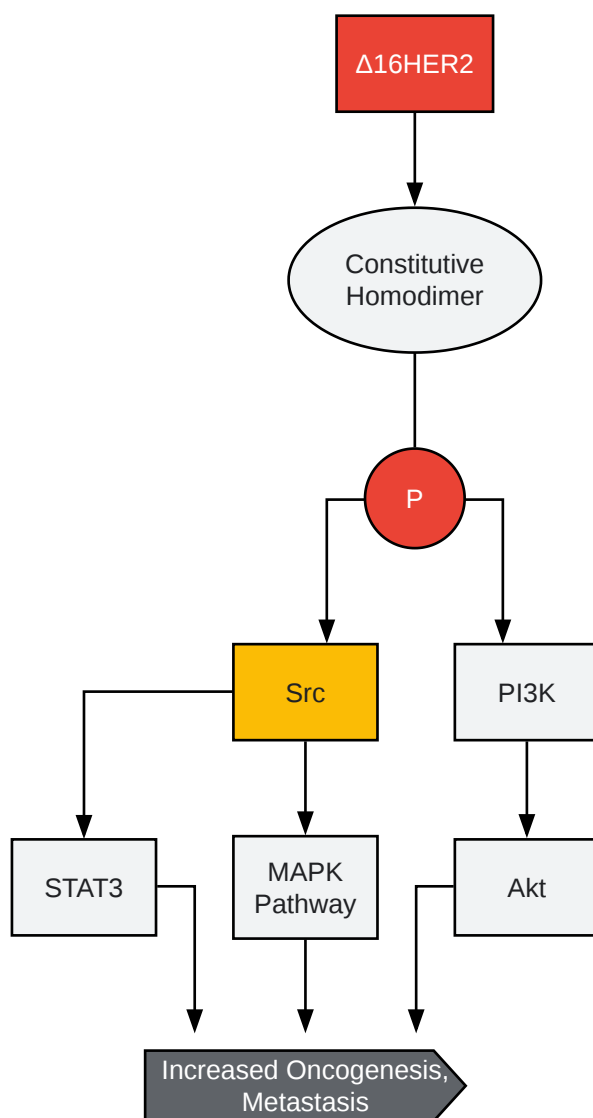 Δ16HER2
Constitutive
Homodimer
P
Src
PI3K
STAT3
MAPK
Pathway
Akt
Increased Oncogenesis,
Metastasis